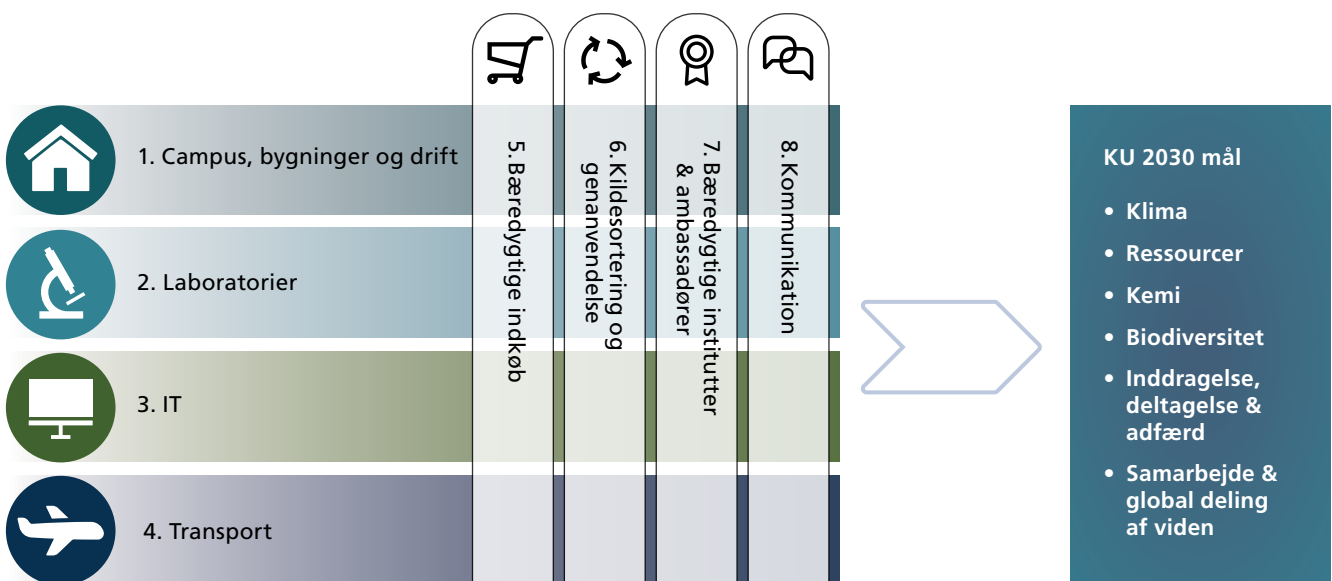 1. Campus, bygninger og drift
2. Laboratorier
3. IT
4. Transport
5. Bæredygtige indkøb
6. Kildesortering og
genanvendelse
7. Bæredygtige institutter
& ambassadører
8. Kommunikation
KU 2030 mål
• Klima
• Ressourcer
• Kemi
• Biodiversitet
• Inddragelse,
deltagelse &
adfærd
• Samarbejde &
global deling
af viden